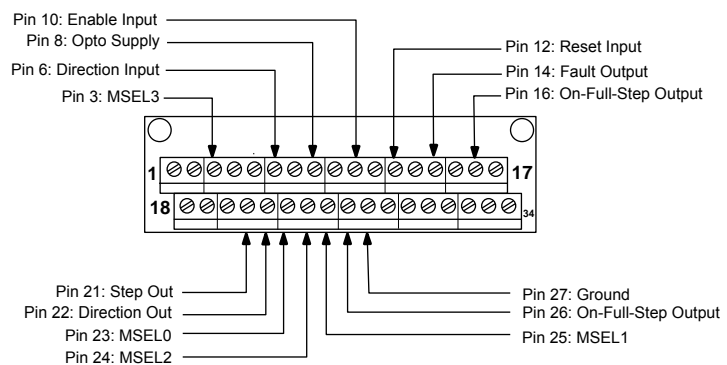 Pin 10: Enable Input
Pin 8: Opto Supply
Pin 6: Direction Input
Pin 3: MSEL3
Pin 12: Reset Input
Pin 14: Fault Output
Pin 16: On-Full-Step Output
1
17
18
34
Pin 21: Step Out
Pin 22: Direction Out
Pin 23: MSEL0
Pin 24: MSEL2
Pin 27: Ground
Pin 26: On-Full-Step Output
Pin 25: MSEL1